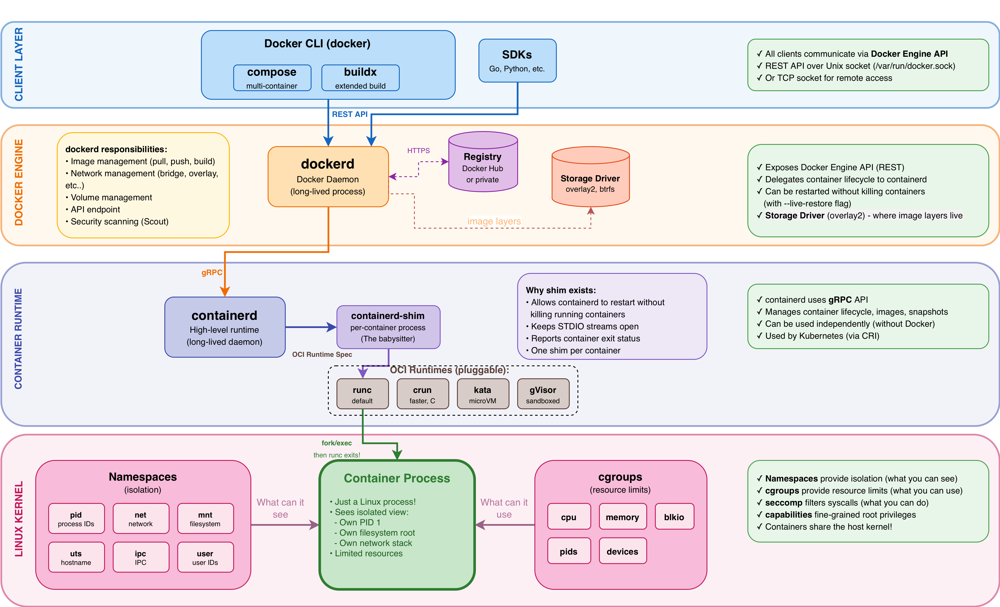 CLIENT LAYER
Docker CLI (docker)
compose
multi-container
buildx
extended build
SDKs
Go, Python, etc.
✓ All clients communicate via Docker Engine API
✓ REST API over Unix socket (/var/run/docker.sock)
✓ Or TCP socket for remote access
REST API
DOCKER ENGINE
dockerd responsibilities:
• Image management (pull, push, build)
• Network management (bridge, overlay,
etc..)
• Volume management
• API endpoint
• Security scanning (Scout)
dockerd
Docker Daemon
(long-lived process)
HTTPS
Registry
Docker Hub
or private
Storage Driver
overlay2, btrfs
image layers
✓ Exposes Docker Engine API (REST)
✓ Delegates container lifecycle to containerd
✓ Can be restarted without killing containers
(with --live-restore flag)
✓ Storage Driver (overlay2) - where image layers live
gRPC
CONTAINER RUNTIME
containerd
High-level runtime
(long-lived daemon)
containerd-shim
per-container process
(The babysitter)
OCI Runtime Spec
Why shim exists:
• Allows containerd to restart without
killing running containers
• Keeps STDIO streams open
• Reports container exit status
• One shim per container
✓ containerd uses gRPC API
✓ Manages container lifecycle, images, snapshots
✓ Can be used independently (without Docker)
✓ Used by Kubernetes (via CRI)
OCI Runtimes (pluggable):
runc
default
crun
faster, C
kata
microVM
gVisor
sandboxed
fork/exec
then runc exits!
LINUX KERNEL
Namespaces
(isolation)
pid
process IDs
net
network
mnt
filesystem
uts
hostname
ipc
IPC
user
user IDs
What can it
see
Container Process
• Just a Linux process!
• Sees isolated view:
- Own PID 1
- Own filesystem root
- Own network stack
• Limited resources
What can it
use
cgroups
(resource limits)
cpu
memory
blkio
pids
devices
✓ Namespaces provide isolation (what you can see)
✓ cgroups provide resource limits (what you can use)
✓ seccomp filters syscalls (what you can do)
✓ capabilities fine-grained root privileges
✓ Containers share the host kernel!